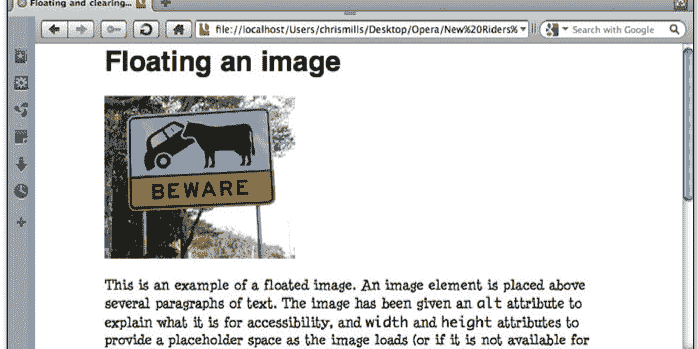 Floating and clearing...
file://localhost/Users/chrismills/Desktop/Opera/New%20Riders%
Search with Google
Floating an image
BEWARE
This is an example of a floated image. An image element is placed above
several paragraphs of text. The image has been given an alt attribute to
explain what it is for accessibility, and width and height attributes to
provide a placeholder space as the image loads (or if it is not available for